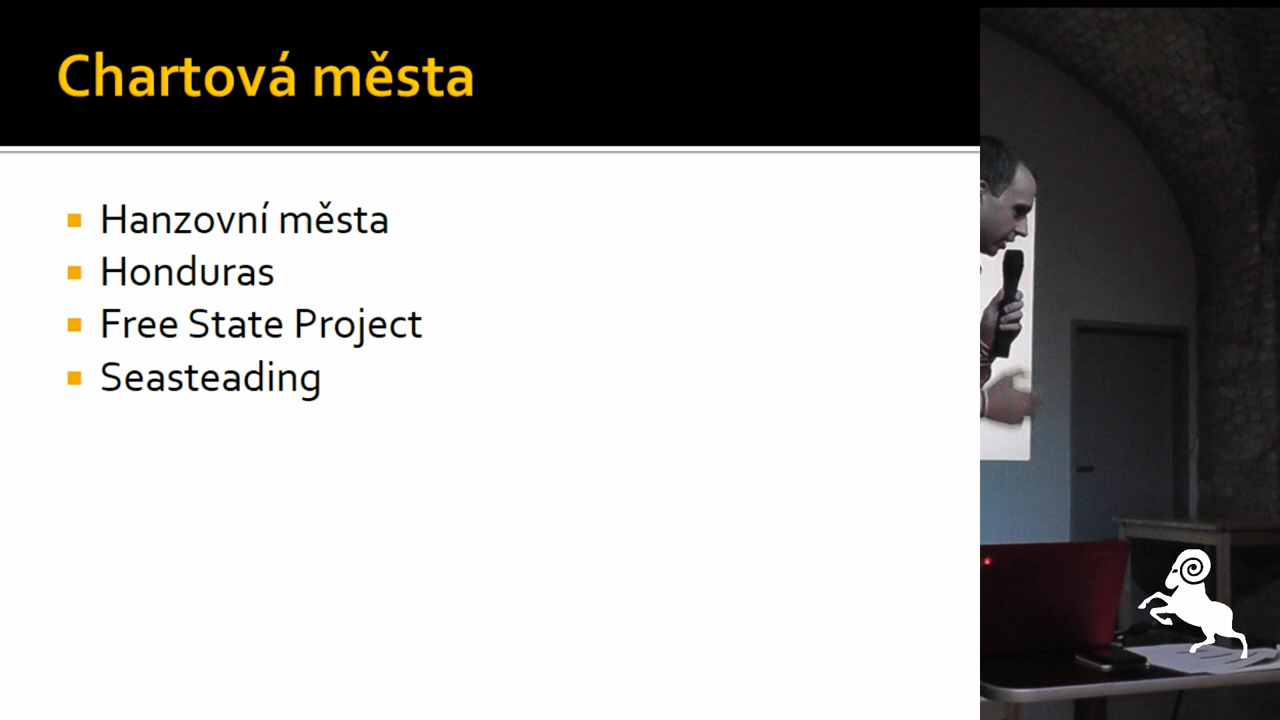 Chartová města
Hanzovní města
Honduras
Free State Project
Seasteading